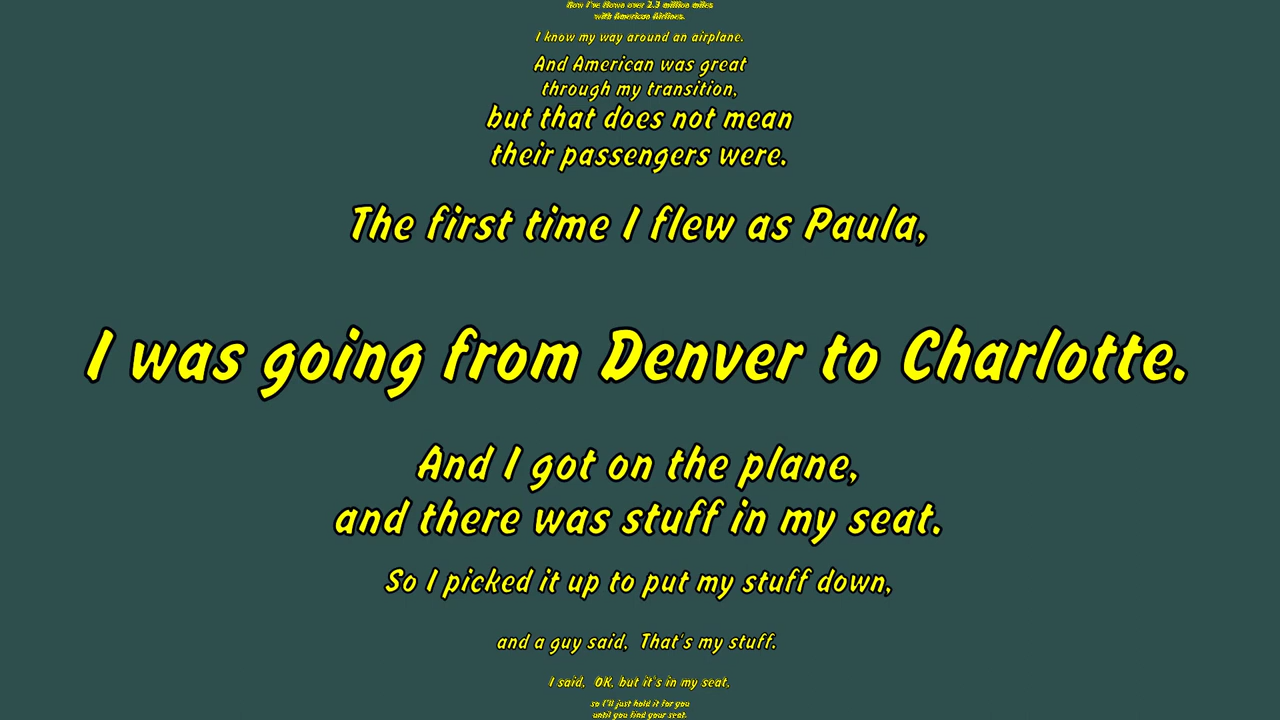 Now I've flown over 2.3 million miles
with American Airlines.
I know my way around an airplane.
And American was great
through my transition,
but that does not mean
their passengers were.
The first time I flew as Paula,
I was going from Denver to Charlotte.
And I got on the plane,
and there was stuff in my seat.
So I picked it up to put my stuff down,
and a guy said, That's my stuff.
I said, OK, but it's in my seat,
so I'll just hold it for you
until you find your seat.